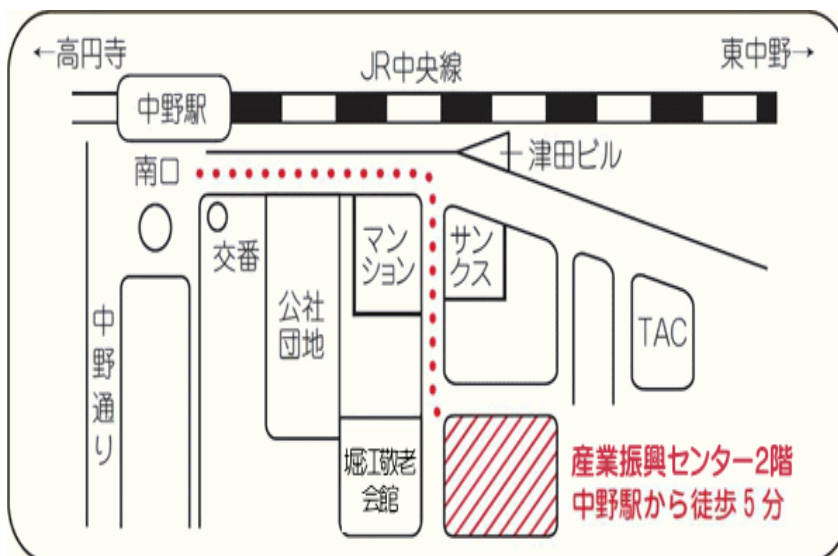 ←高円寺
JR中央線
東中野→
中野駅
南口
津田ビル
交番
マン
ション
サン
クス
公社
団地
TAC
中野通り
堀江敬老
会館
産業振興センター2階
中野駅から徒歩5分